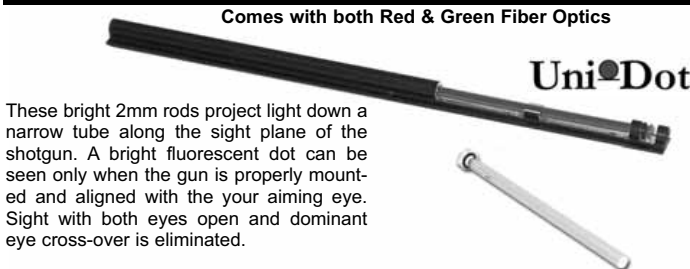 Comes with both Red & Green Fiber Optics
Uni Dot
These bright 2mm rods project light down a
narrow tube along the sight plane of the
shotgun. A bright fluorescent dot can be
seen only when the gun is properly mount-
ed and aligned with the your aiming eye.
Sight with both eyes open and dominant
eye cross-over is eliminated.